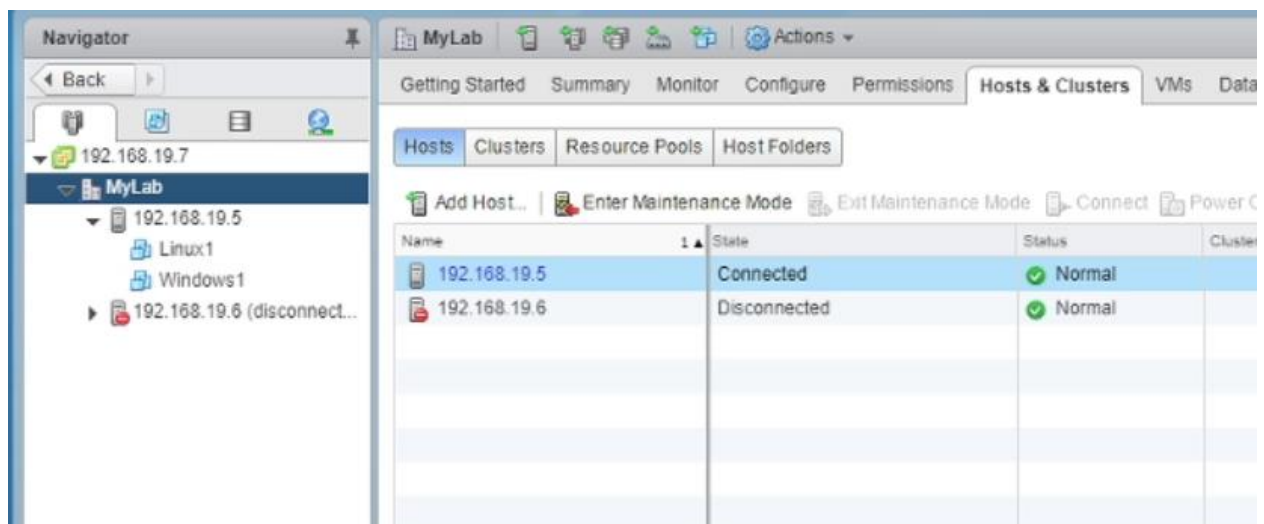 Navigator
Back
192.168.19.7
MyLab
192.168.19.5
Linux1
Windows1
192.168.19.6 (disconnect...
MyLab Actions
Getting Started Summary Monitor Configure Permissions Hosts & Clusters VMs Data
Hosts Clusters Resource Pools Host Folders
Add Host... Enter Maintenance Mode Exit Maintenance Mode Connect Power
Name 1 State Status Cluster
192.168.19.5 Connected Normal
192.168.19.6 Disconnected Normal